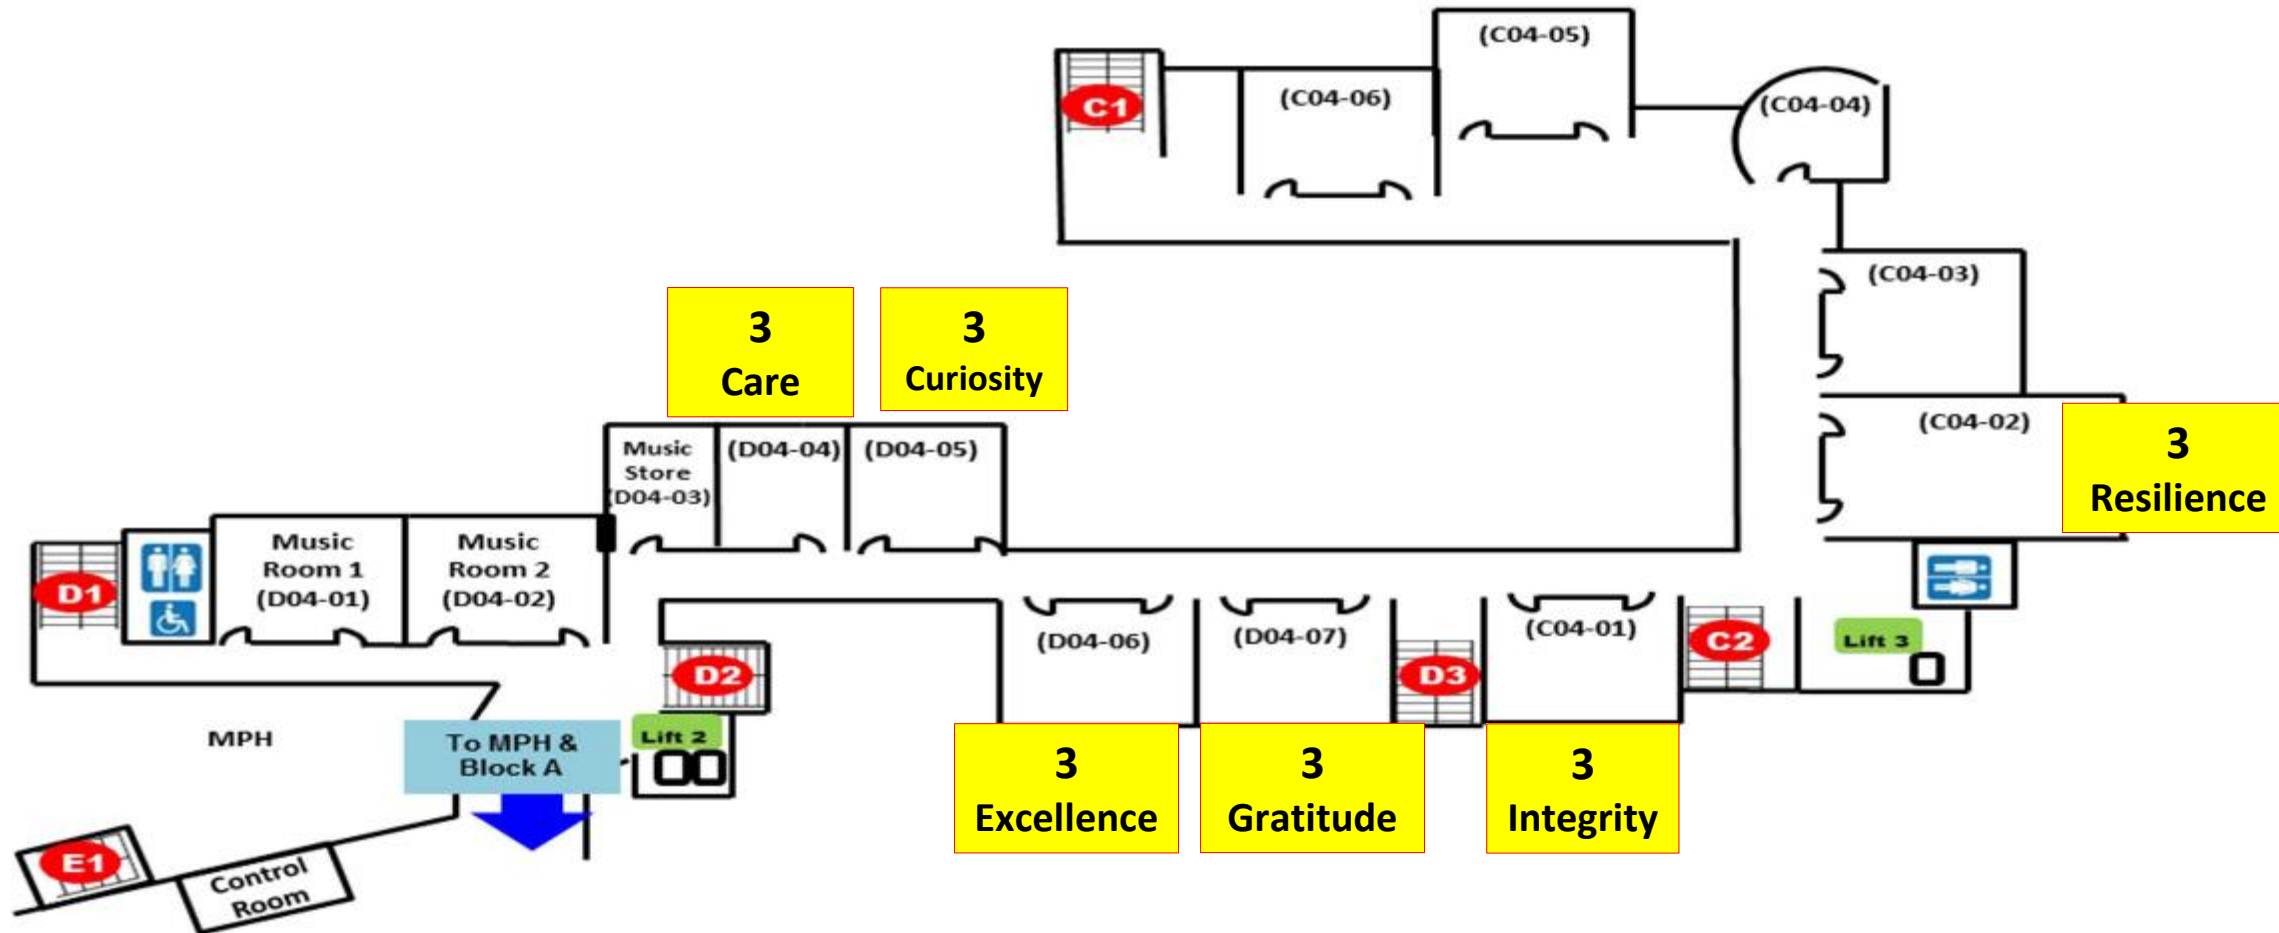 (C04-05)
C1
(C04-06)
(C04-04)
(C04-03)
3
Care
3
Curiosity
(C04-02)
3
Resilience
Music
Store
(D04-03)
(D04-04)
(D04-05)
D1
Music
Room 1
(D04-01)
Music
Room 2
(D04-02)
(D04-06)
(D04-07)
(C04-01)
D2
D3
C2
Lift 3
MPH
To MPH &
Block A
Lift 2
3
Excellence
3
Gratitude
3
Integrity
E1
Control
Room